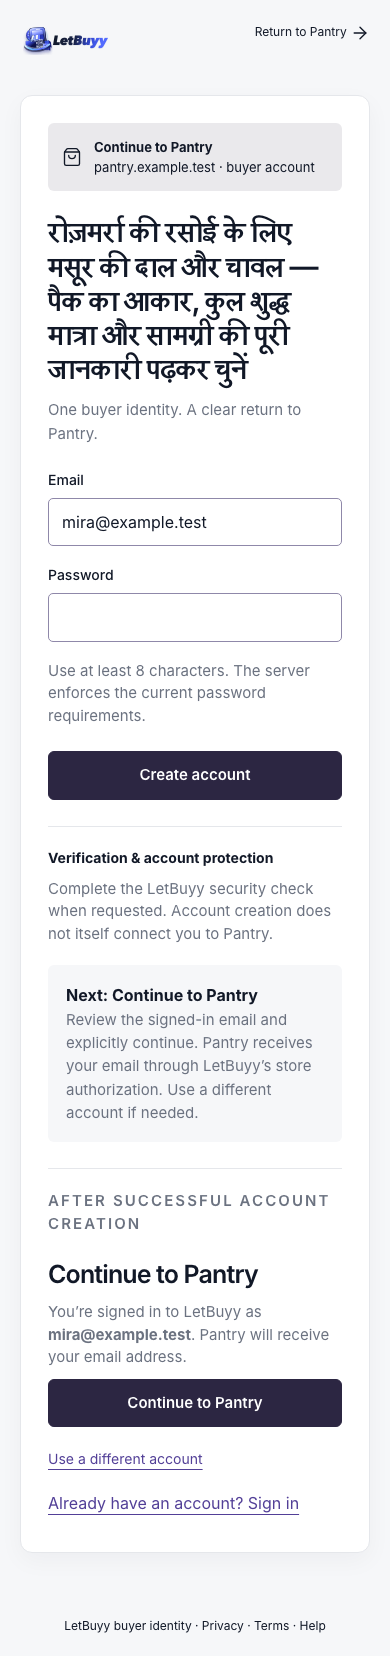 LetBuyy
Return to Pantry
Continue to Pantry
pantry.example.test · buyer account
रोज़मर्रा की रसोई के लिए
मसूर की दाल और चावल —
पैक का आकार, कुल शुद्ध
मात्रा और सामग्री की पूरी
जानकारी पढ़कर चुनें
One buyer identity. A clear return to
Pantry.
Email
mira@example.test
Password
Use at least 8 characters. The server
enforces the current password
requirements.
Create account
Verification & account protection
Complete the LetBuyy security check
when requested. Account creation does
not itself connect you to Pantry.
Next: Continue to Pantry
Review the signed-in email and
explicitly continue. Pantry receives
your email through LetBuyy’s store
authorization. Use a different
account if needed.
AFTER SUCCESSFUL ACCOUNT
CREATION
Continue to Pantry
You’re signed in to LetBuyy as
mira@example.test. Pantry will receive
your email address.
Continue to Pantry
Use a different account
Already have an account? Sign in
LetBuyy buyer identity · Privacy · Terms · Help